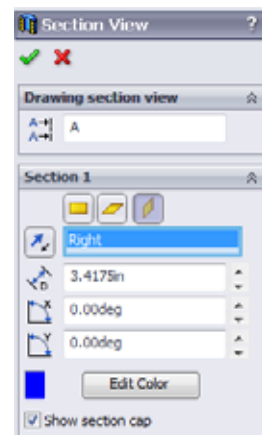 Section View ?
Drawing section view
A
A
A
Section 1
Right
D
3.4175in
X
0.00deg
Y
0.00deg
Edit Color
Show section cap